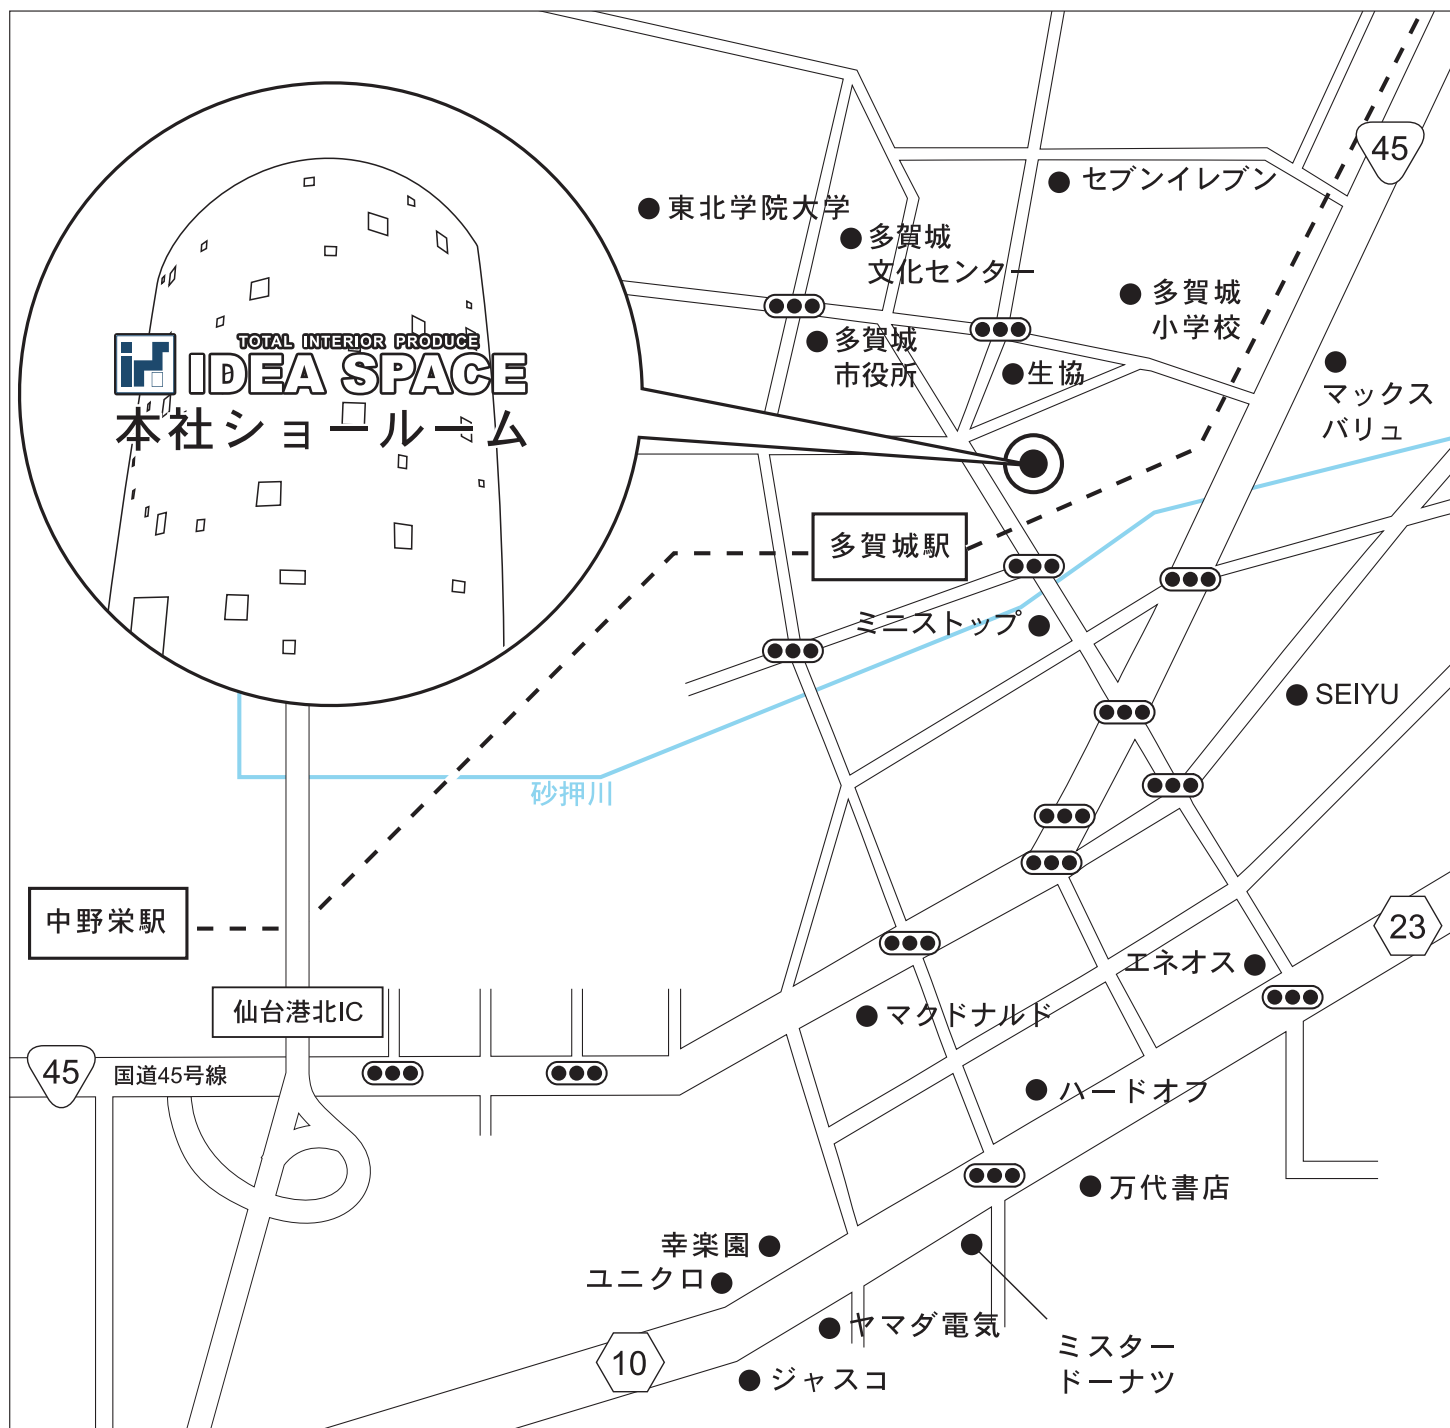 45
セブンイレブン
東北学院大学
多賀城
文化センター
多賀城
小学校
TOTAL INTERIOR PRODUCE
IDEA SPACE
本社ショールーム
多賀城
市役所
生協
マックス
バリュ
多賀城駅
ミニストップ
SEIYU
砂押川
中野栄駅
23
エネオス
仙台港北IC
マクドナルド
45
国道45号線
ハードオフ
万代書店
幸楽園
ユニクロ
ヤマダ電気
ミスター
ドーナツ
10
ジャスコ